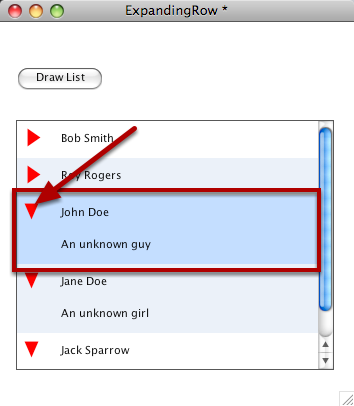 ExpandingRow *
Draw List
Bob Smith
Roy Rogers
John Doe
An unknown guy
Jane Doe
An unknown girl
Jack Sparrow